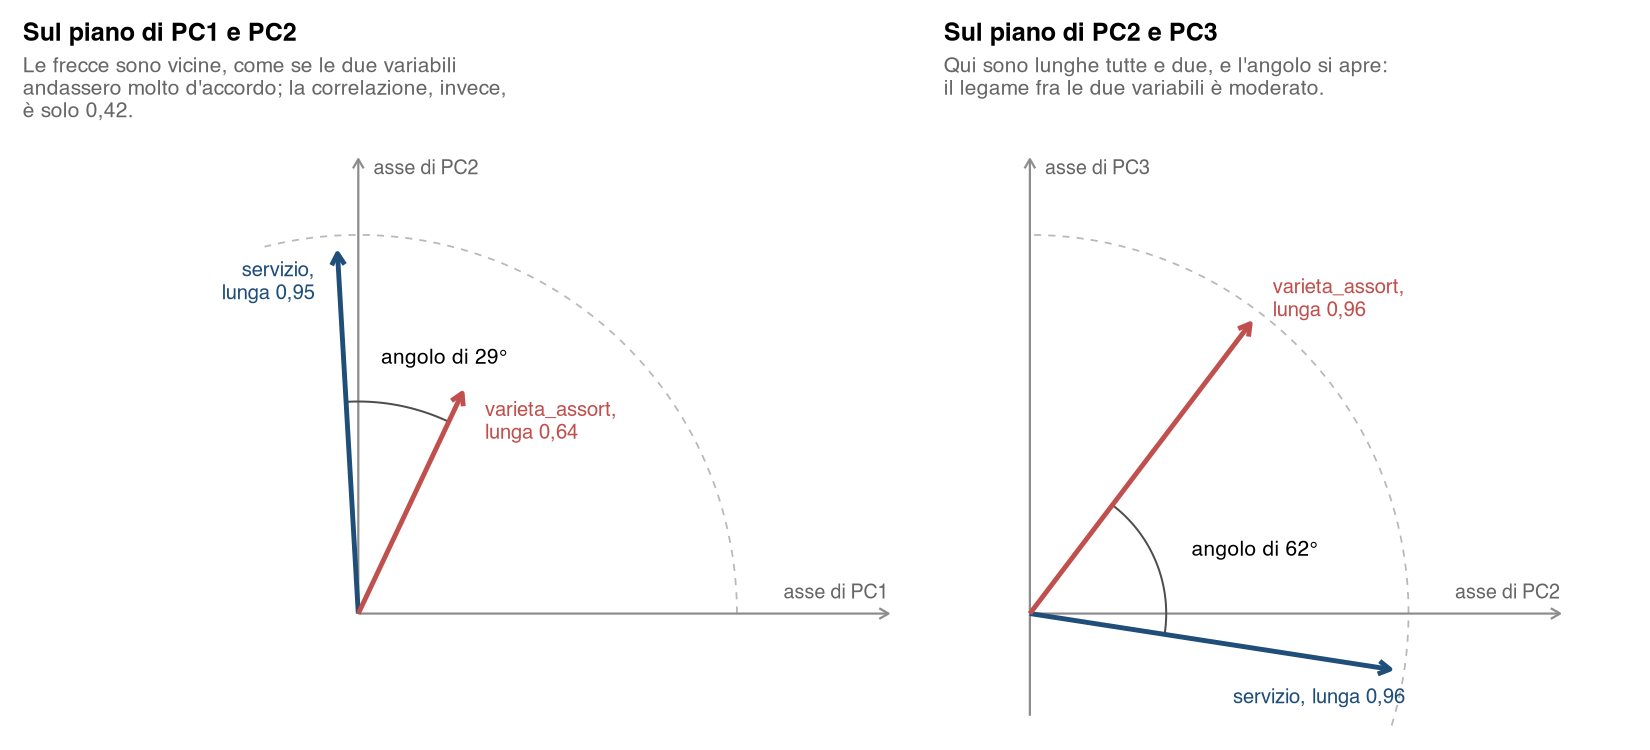 Sul piano di PC1 e PC2
Le frecce sono vicine, come se le due variabili
andassero molto d'accordo; la correlazione, invece,
è solo 0,42.
asse di PC2
servizio,
lunga 0,95
angolo di 29°
varieta_assort,
lunga 0,64
asse di PC1
Sul piano di PC2 e PC3
Qui sono lunghe tutte e due, e l'angolo si apre:
il legame fra le due variabili è moderato.
asse di PC3
varieta_assort,
lunga 0,96
angolo di 62°
asse di PC2
servizio, lunga 0,96